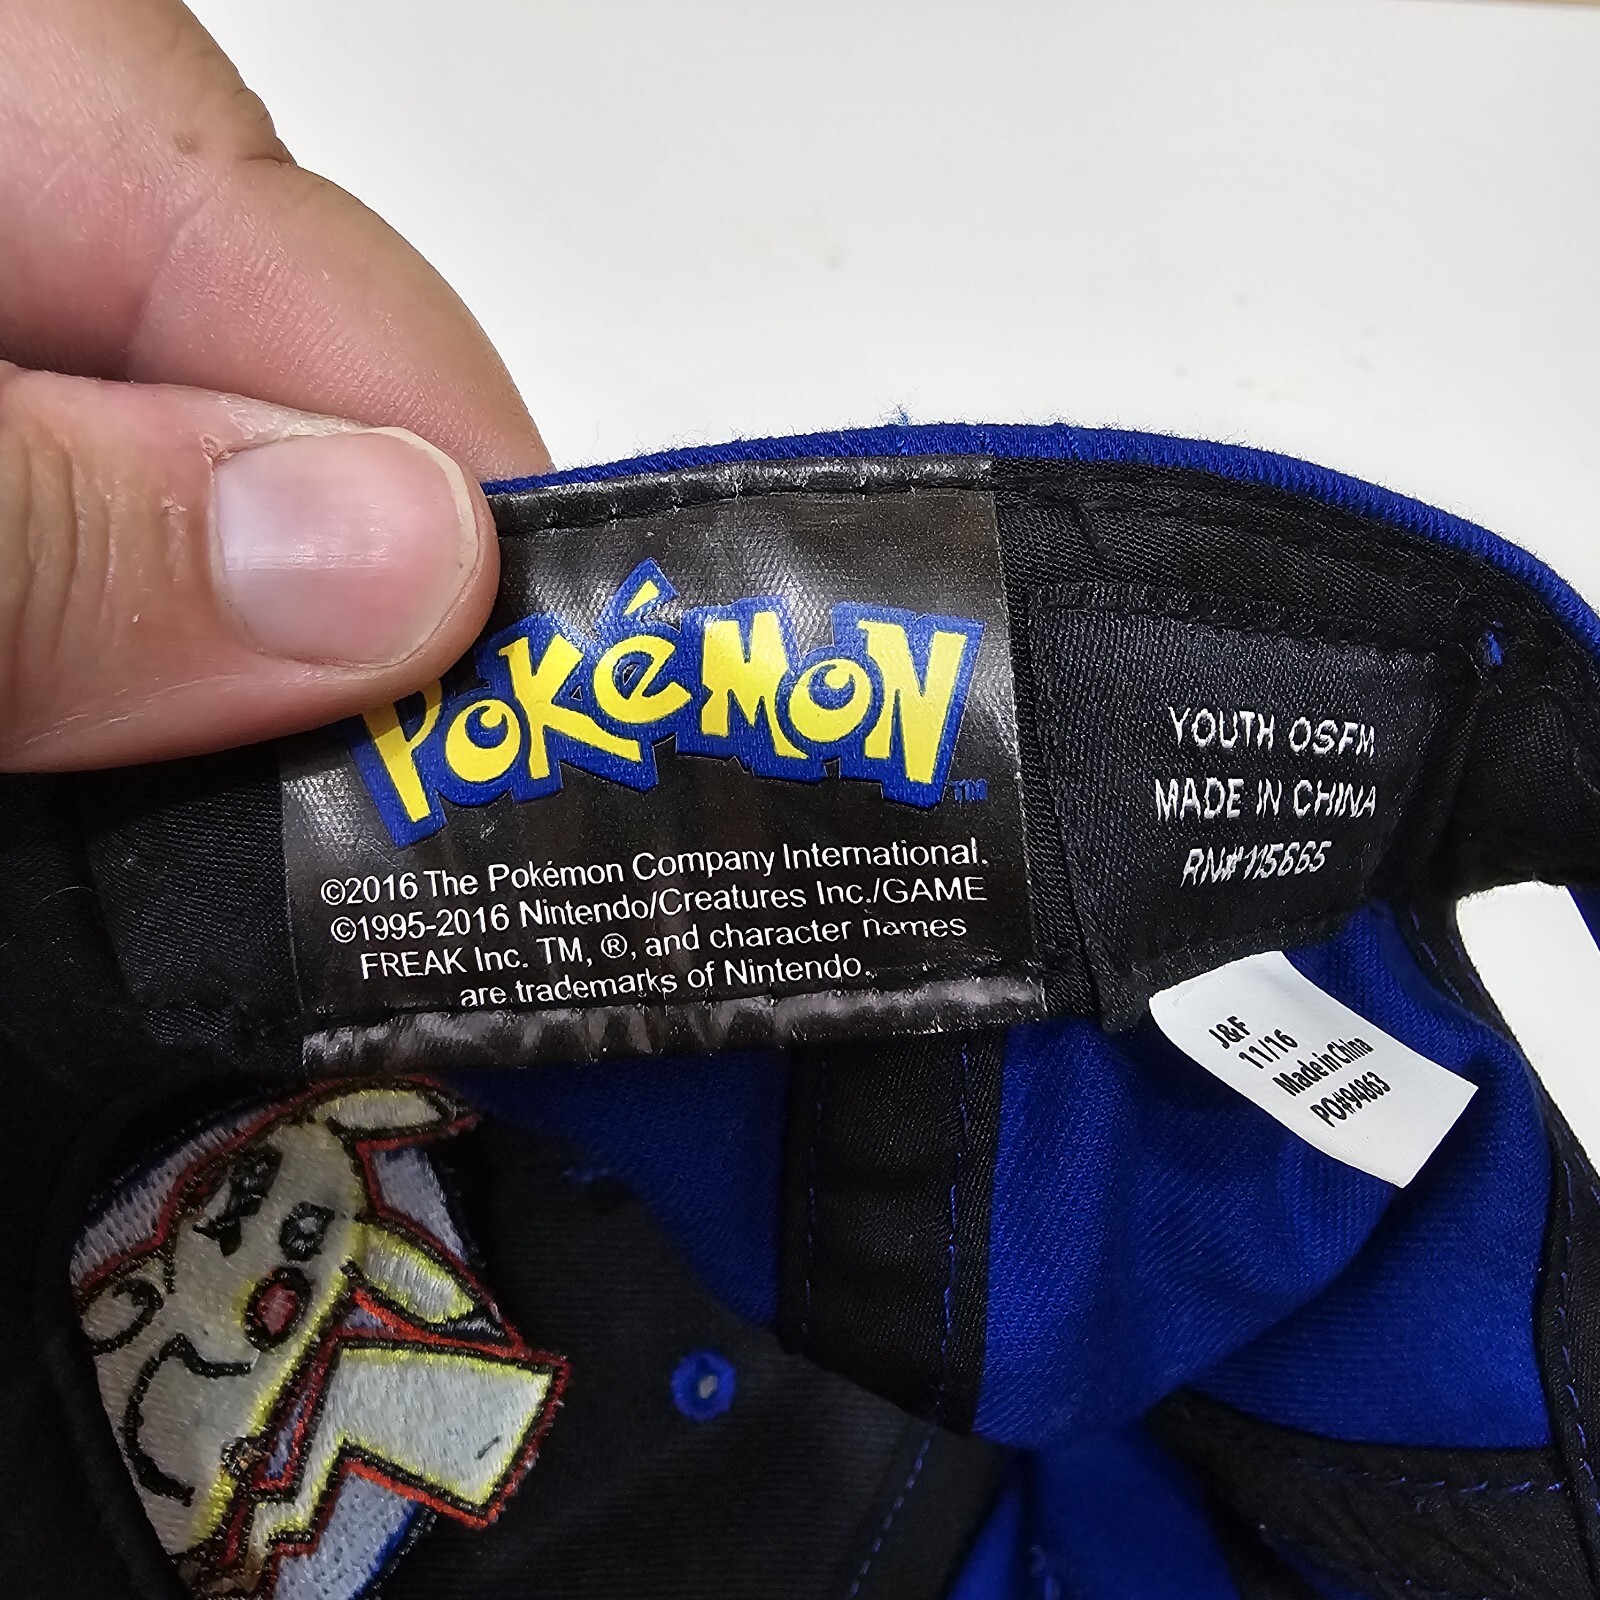 POKéMON
TM
©2016 The Pokémon Company International.
©1995-2016 Nintendo/Creatures Inc./GAME
FREAK Inc. TM, ®, and character names
are trademarks of Nintendo.
YOUTH OSFM
MADE IN CHINA
RN# 115665
J&F
11/16
Made in China
PO#94863